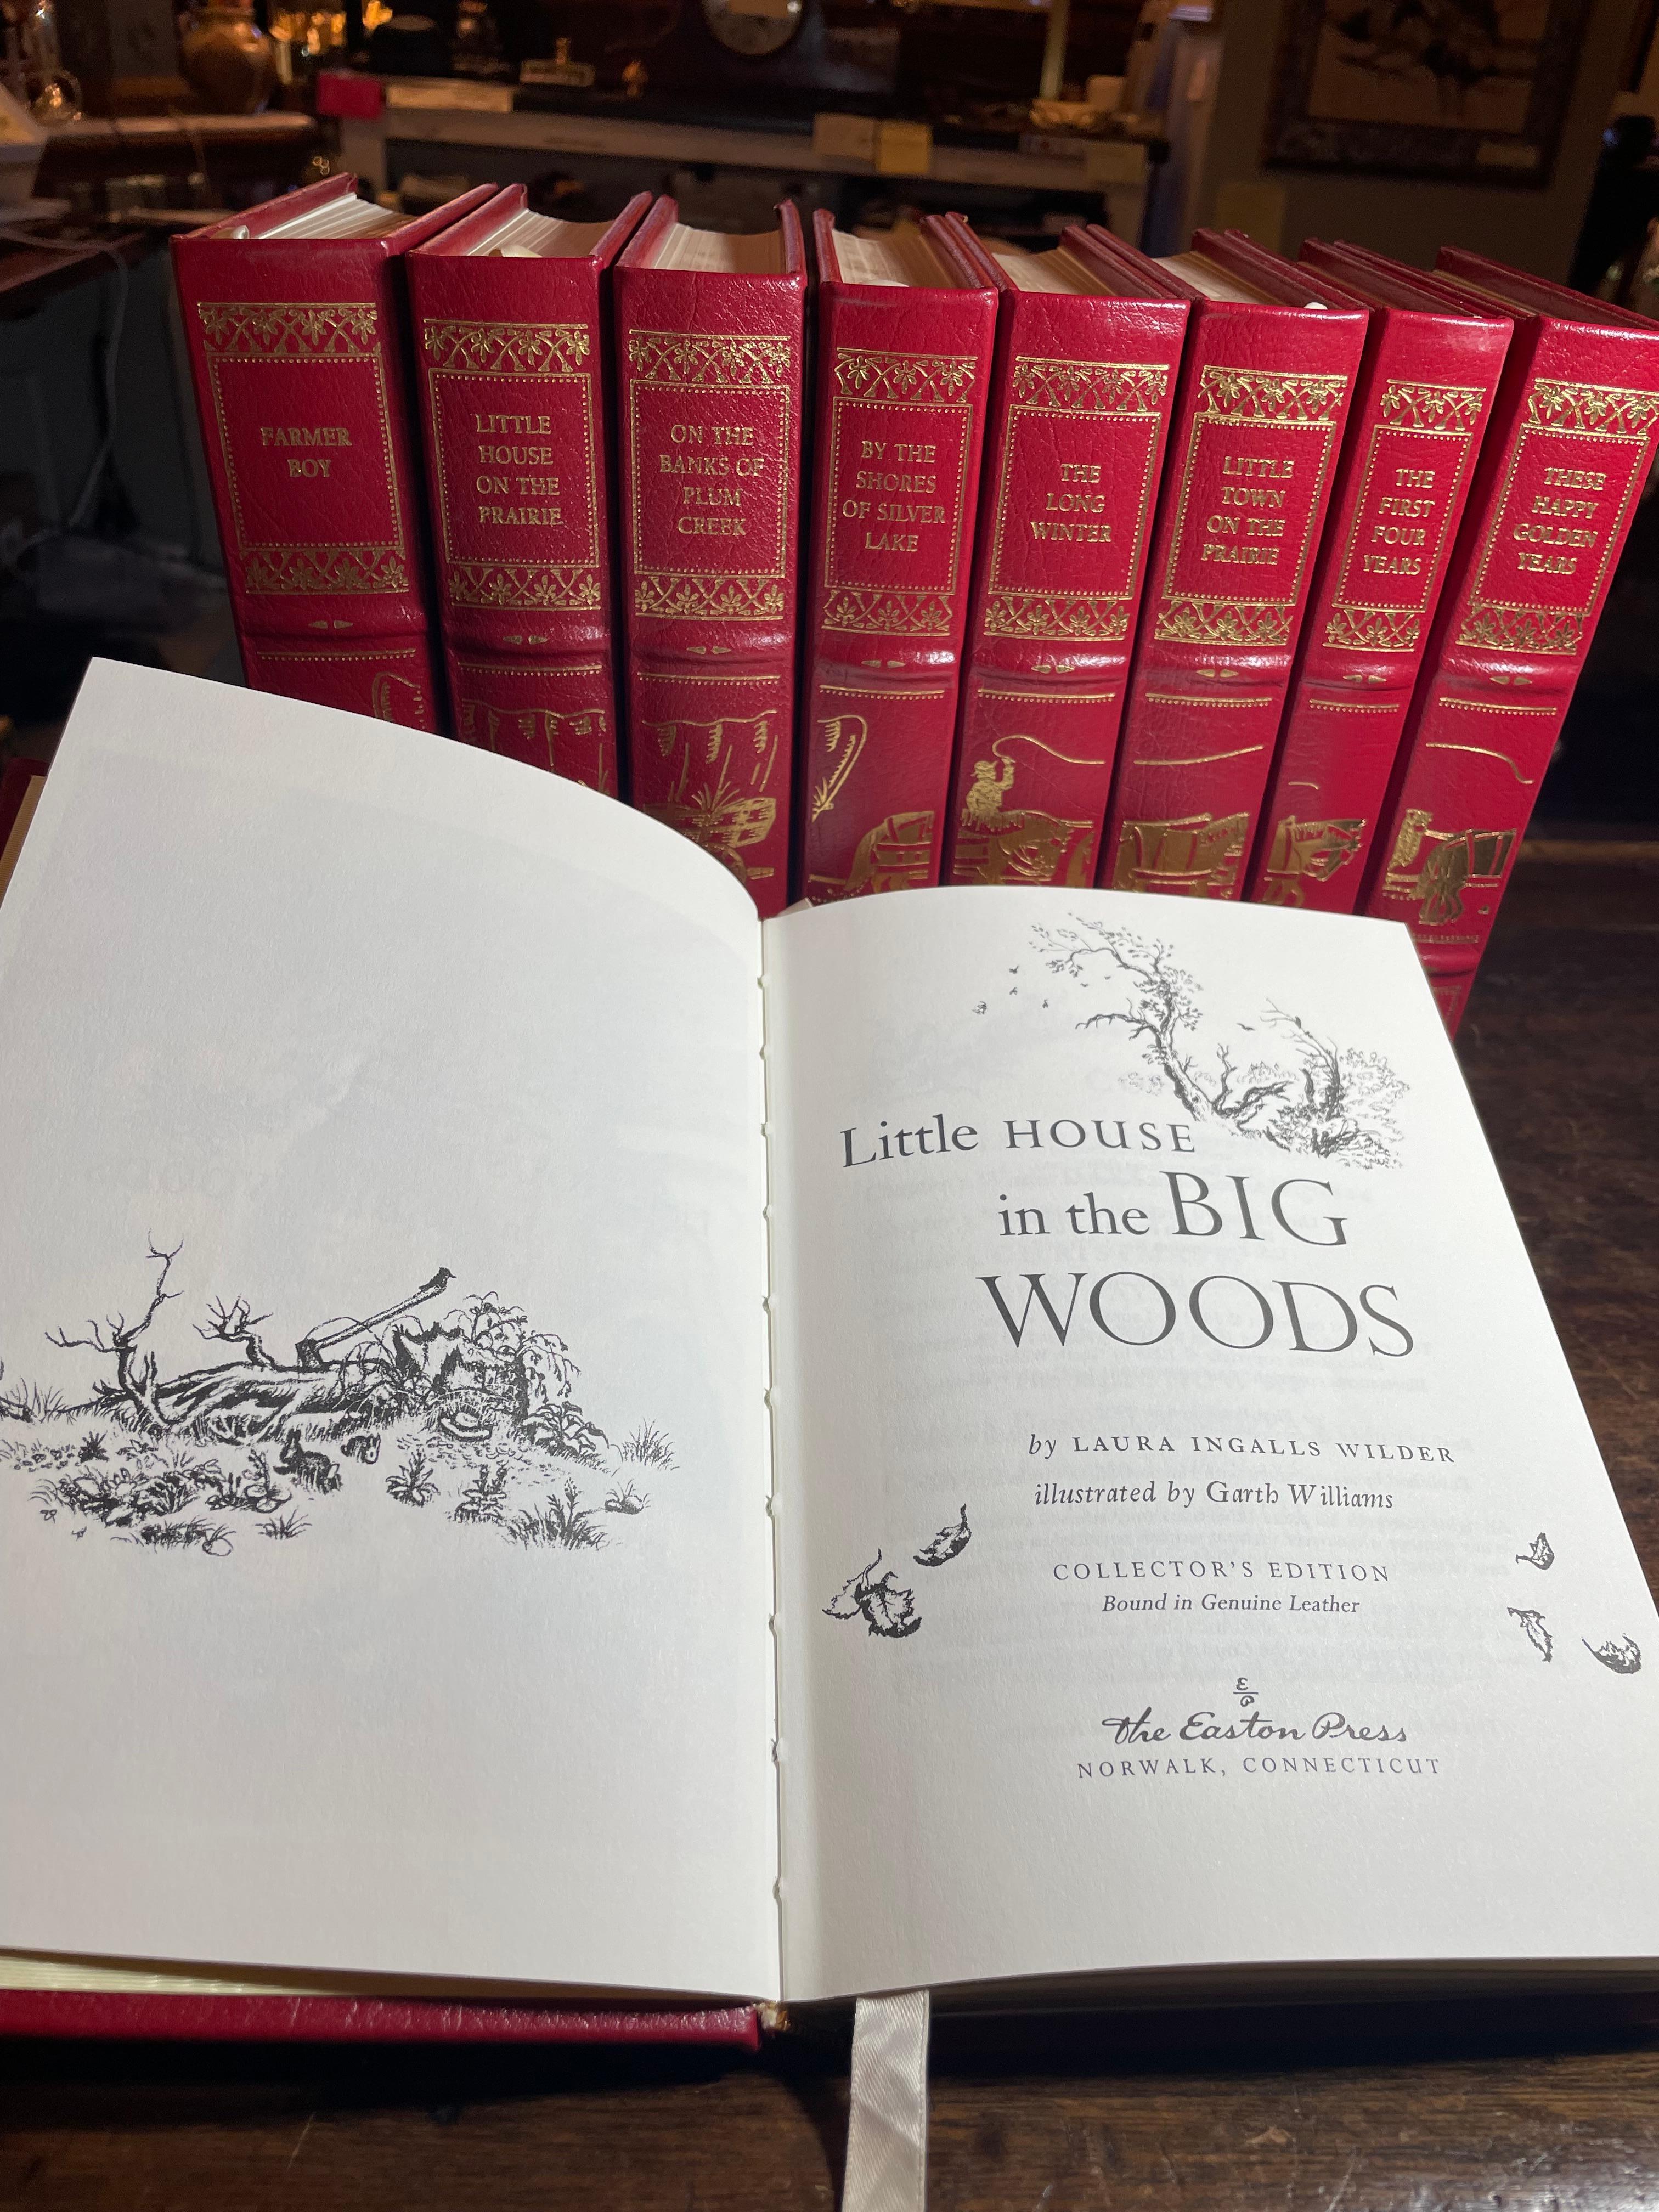 FARMER
BOY
LITTLE
HOUSE
ON THE
PRAIRIE
ON THE
BANKS OF
PLUM
CREEK
BY THE
SHORES
OF SILVER
LAKE
THE
LONG
WINTER
LITTLE
TOWN
ON THE
PRAIRIE
THE
FIRST
FOUR
YEARS
THESE
HAPPY
GOLDEN
YEARS
Little HOUSE
in the BIG
WOODS
by LAURA INGALLS WILDER
illustrated by Garth Williams
COLLECTOR'S EDITION
Bound in Genuine Leather
EP
The Easton Press
NORWALK, CONNECTICUT